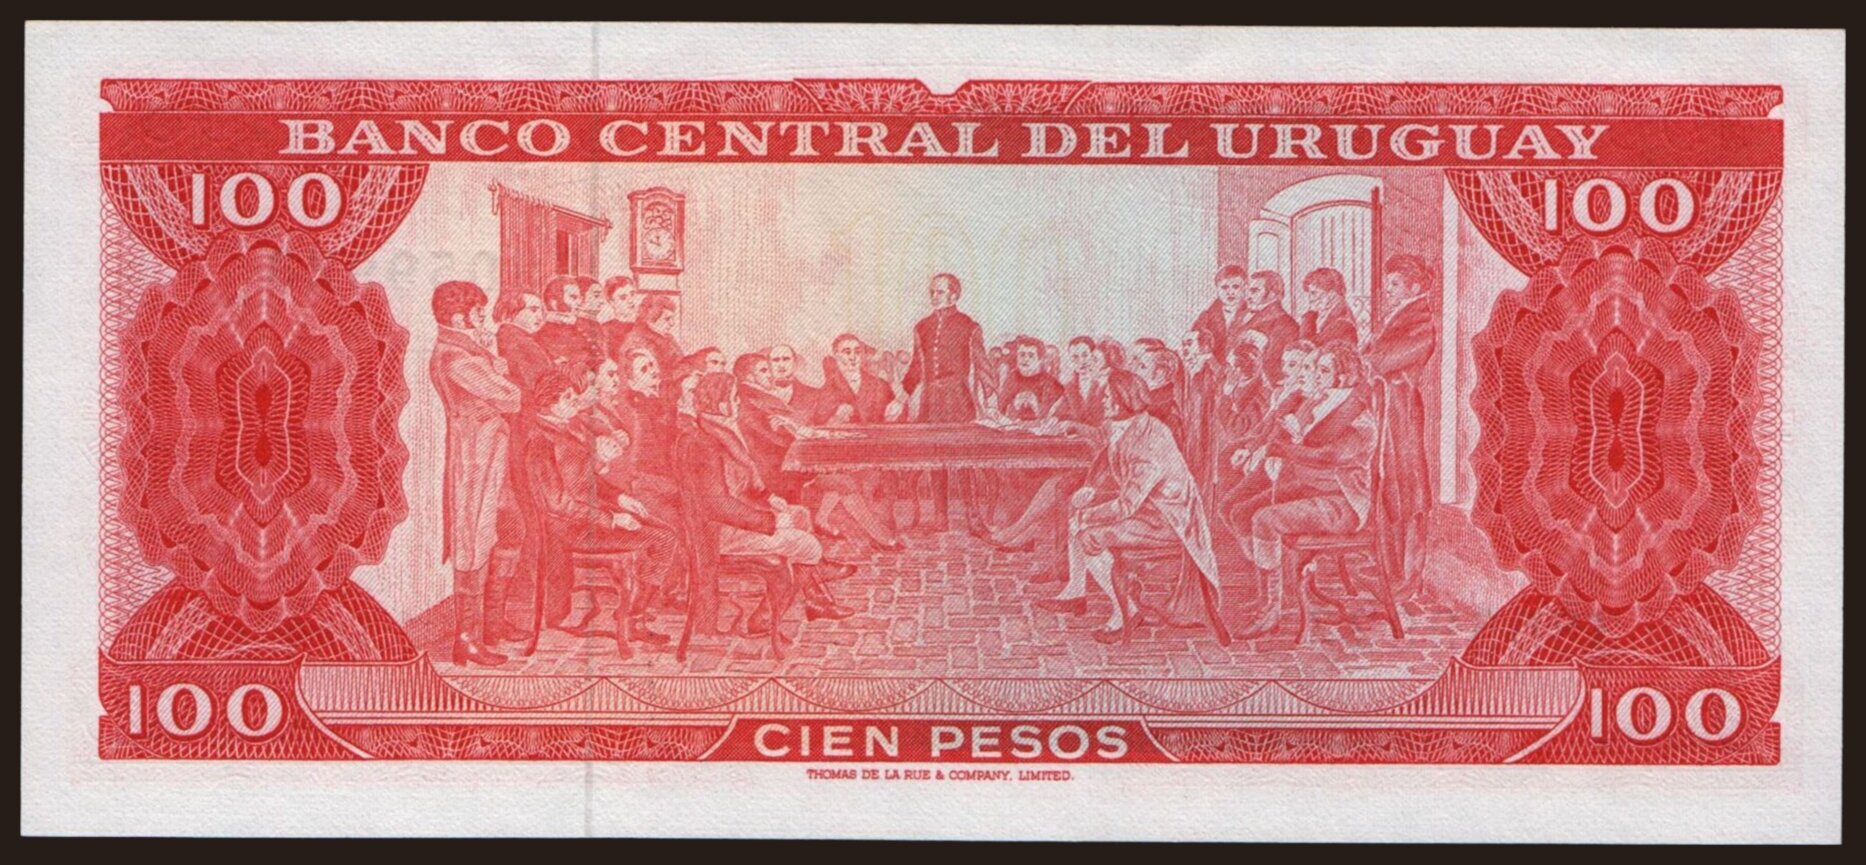 BANCO CENTRAL DEL URUGUAY
100 100
100 100
CIEN PESOS
THOMAS DE LA RUE & COMPANY, LIMITED.